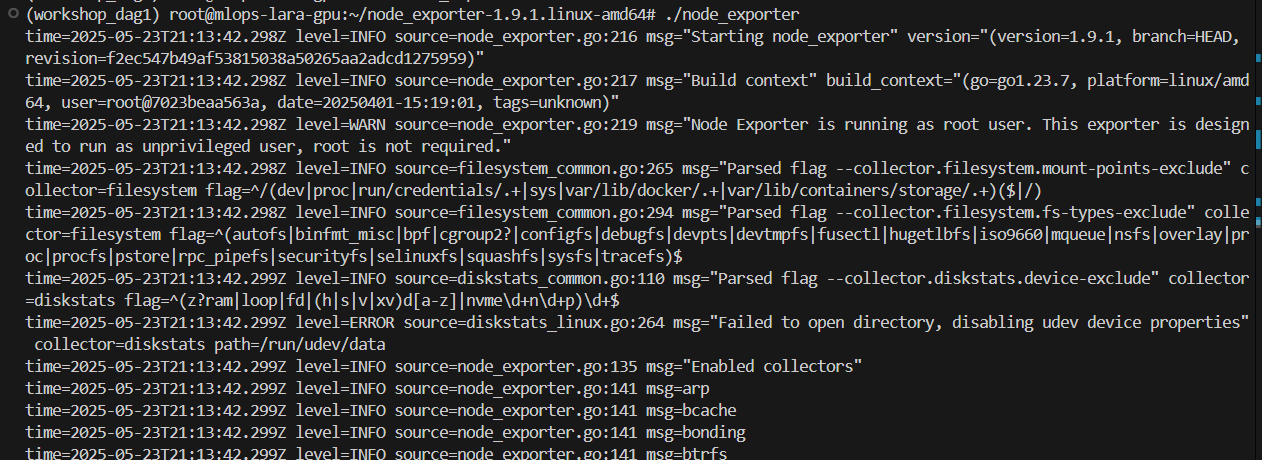 (workshop_dag1) root@mlops-lara-gpu:~/node_exporter-1.9.1.linux-amd64# ./node_exporter
time=2025-05-23T21:13:42.298Z level=INFO source=node_exporter.go:216 msg="Starting node_exporter" version="(version=1.9.1, branch=HEAD,
revision=f2ec547b49af53815038a50265aa2adcd1275959)"
time=2025-05-23T21:13:42.298Z level=INFO source=node_exporter.go:217 msg="Build context" build_context="(go=go1.23.7, platform=linux/amd
64, user=root@7023beaa563a, date=20250401-15:19:01, tags=unknown)"
time=2025-05-23T21:13:42.298Z level=WARN source=node_exporter.go:219 msg="Node Exporter is running as root user. This exporter is design
ed to run as unprivileged user, root is not required."
time=2025-05-23T21:13:42.298Z level=INFO source=filesystem_common.go:265 msg="Parsed flag --collector.filesystem.mount-points-exclude" c
ollector=filesystem flag=^/(dev|proc|run/credentials/.+|sys|var/lib/docker/.+|var/lib/containers/storage/.+)($|/)
time=2025-05-23T21:13:42.298Z level=INFO source=filesystem_common.go:294 msg="Parsed flag --collector.filesystem.fs-types-exclude" colle
ctor=filesystem flag=^(autofs|binfmt_misc|bpf|cgroup2?|configfs|debugfs|devpts|devtmpfs|fusectl|hugetlbfs|iso9660|mqueue|nsfs|overlay|pr
oc|procfs|pstore|rpc_pipefs|securityfs|selinuxfs|squashfs|sysfs|tracefs)$
time=2025-05-23T21:13:42.299Z level=INFO source=diskstats_common.go:110 msg="Parsed flag --collector.diskstats.device-exclude" collector
=diskstats flag=^(z?ram|loop|fd|(h|s|v|xv)d[a-z]|nvme\d+n\d+p)\d+$
time=2025-05-23T21:13:42.299Z level=ERROR source=diskstats_linux.go:264 msg="Failed to open directory, disabling udev device properties"
collector=diskstats path=/run/udev/data
time=2025-05-23T21:13:42.299Z level=INFO source=node_exporter.go:135 msg="Enabled collectors"
time=2025-05-23T21:13:42.299Z level=INFO source=node_exporter.go:141 msg=arp
time=2025-05-23T21:13:42.299Z level=INFO source=node_exporter.go:141 msg=bcache
time=2025-05-23T21:13:42.299Z level=INFO source=node_exporter.go:141 msg=bonding
time=2025-05-23T21:13:42.299Z level=INFO source=node_exporter.go:141 msg=btrfs